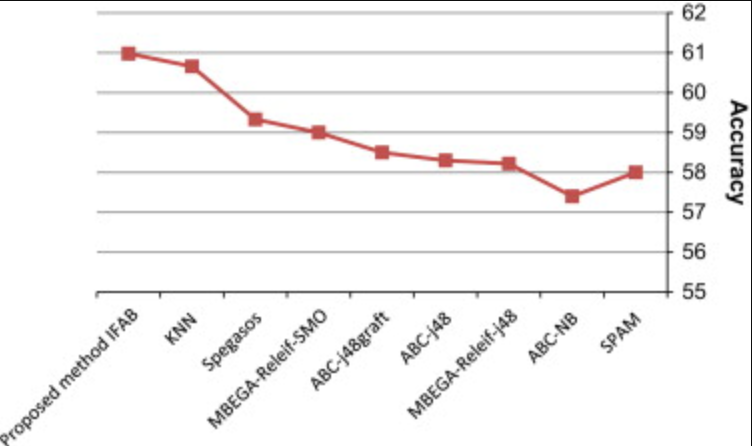 62
61
60
59
58
57
56
55
Accuracy
Proposed method IFAB
KNN
Spegasos
MBEGA-Releif-SMO
ABC-j48graft
ABC-j48
MBEGA-Releif-j48
ABC-NB
SPAM